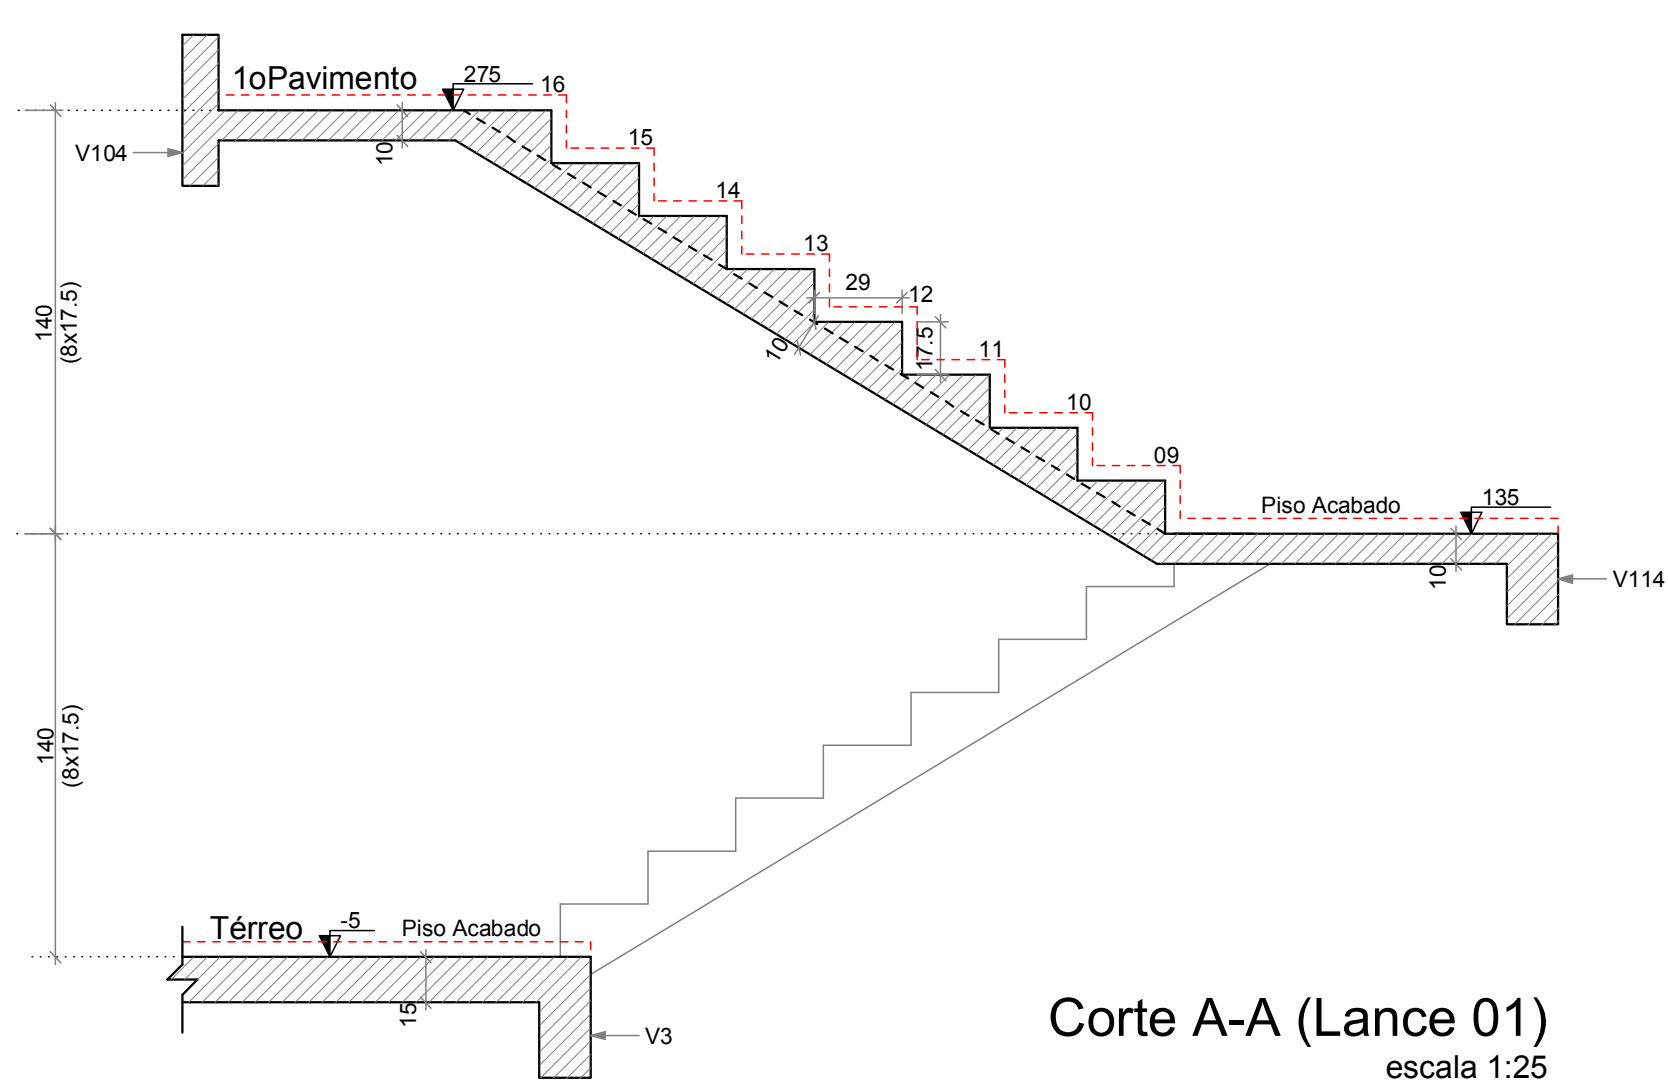 1oPavimento
275
16
15
V104
10
14
13
29
12
140
(8x17.5)
17.5
10
11
10
09
Piso Acabado
135
10
V114
140
(8x17.5)
Térreo
-5
Piso Acabado
15
V3
Corte A-A (Lance 01)
escala 1:25